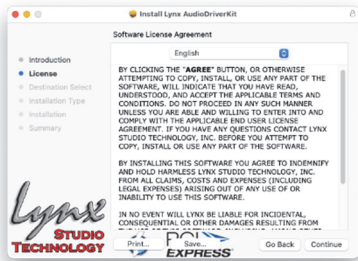 Install Lynx AudioDriverKit
Software License Agreement
English
Introduction
License
Destination Select
Installation Type
Installation
Summary
BY CLICKING THE "AGREE" BUTTON, OR OTHERWISE
ATTEMPTING TO COPY, INSTALL, OR USE ANY PART OF THE
SOFTWARE, WILL INDICATE THAT YOU HAVE READ,
UNDERSTOOD, AND ACCEPT THE APPLICABLE TERMS AND
CONDITIONS. DO NOT PROCEED IN ANY SUCH MANNER
UNLESS YOU ARE ABLE AND WILLING TO ENTER INTO AND
COMPLY WITH THE APPLICABLE END USER LICENSE
AGREEMENT. IF YOU HAVE ANY QUESTIONS CONTACT LYNX
STUDIO TECHNOLOGY, INC. BEFORE YOU ATTEMPT TO
COPY, INSTALL OR USE ANY PART OF THE SOFTWARE.
BY INSTALLING THIS SOFTWARE YOU AGREE TO INDEMNIFY
AND HOLD HARMLESS LYNX STUDIO TECHNOLOGY, INC.
FROM ALL CLAIMS, COSTS AND EXPENSES (INCLUDING
LEGAL EXPENSES) ARISING OUT OF ANY USE OF OR
INABILITY TO USE THIS SOFTWARE.
IN NO EVENT WILL LYNX BE LIABLE FOR INCIDENTAL,
CONSEQUENTIAL OR OTHER DAMAGES RESULTING FROM
Lynx
STUDIO
TECHNOLOGY
PCI
EXPRESS
Print...
Save...
Go Back
Continue